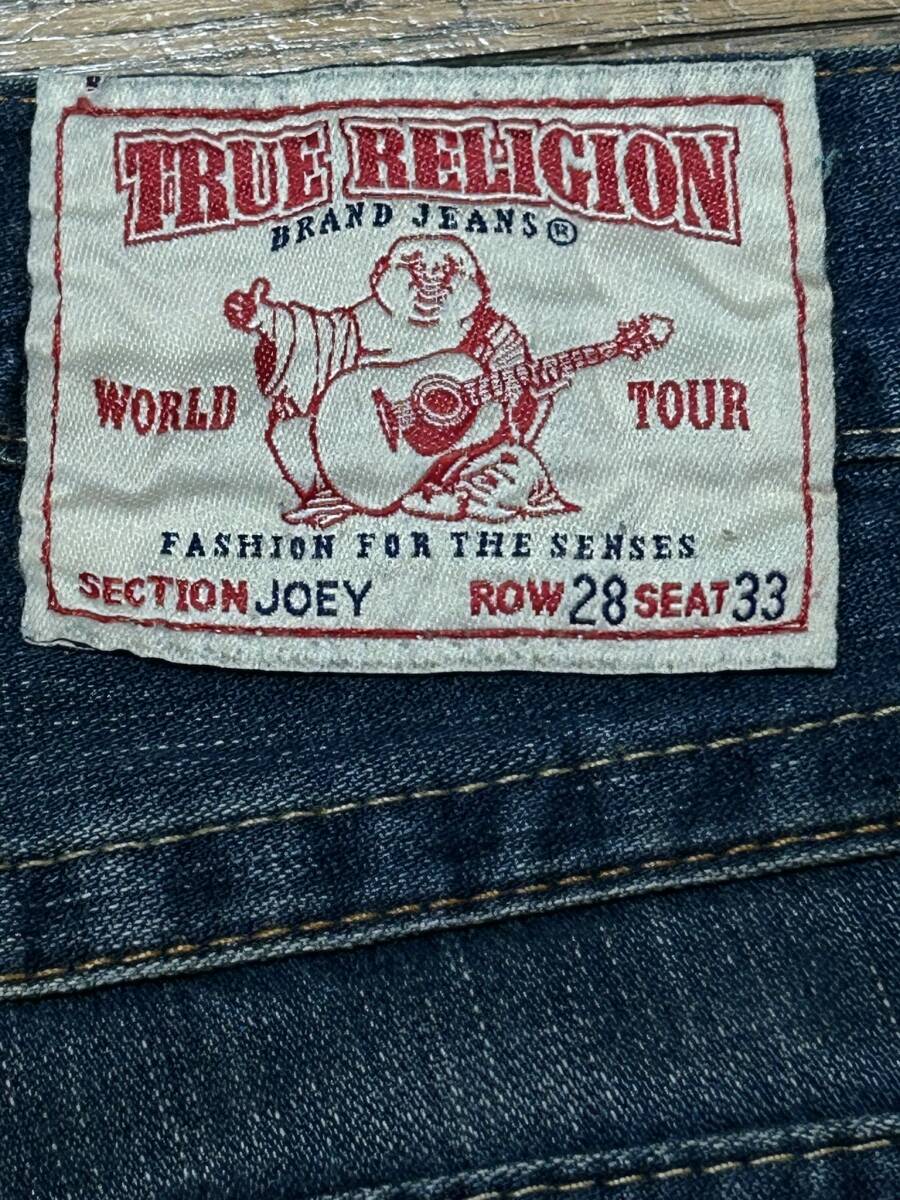 TRUE RELIGION
BRAND JEANS®
WORLD TOUR
FASHION FOR THE SENSES
SECTION JOEY ROW 28 SEAT 33